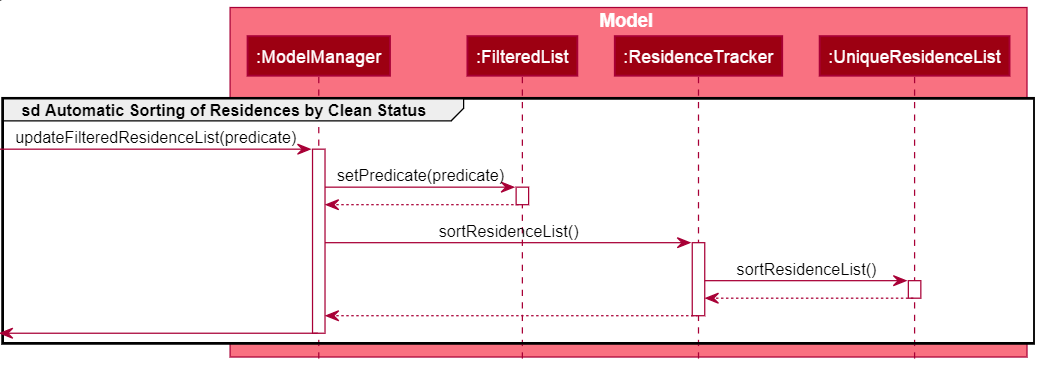 Model
:ModelManager
:FilteredList
:ResidenceTracker
:UniqueResidenceList
sd Automatic Sorting of Residences by Clean Status
updateFilteredResidenceList(predicate)
setPredicate(predicate)
sortResidenceList()
sortResidenceList()